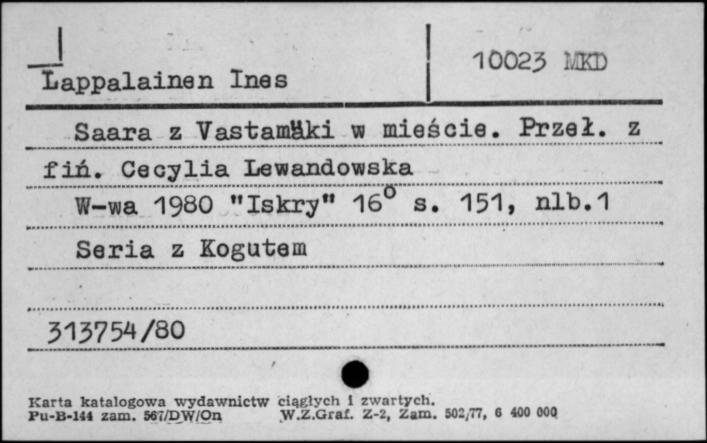 10023 MKD
Lappalainen Ines
Saara z Vastamäki w mieście. Przeł. z
fiń. Cecylia Lewandowska
W-wa 1980 "Iskry" 16° s. 151, nlb.1
Seria z Kogutem
313754/80
Karta katalogowa wydawnictw ciągłych i zwartych.
Pu-B-144 zam. 567/DW/On W.Z.Graf. Z-2, Zam. 502/77, 6 400 000